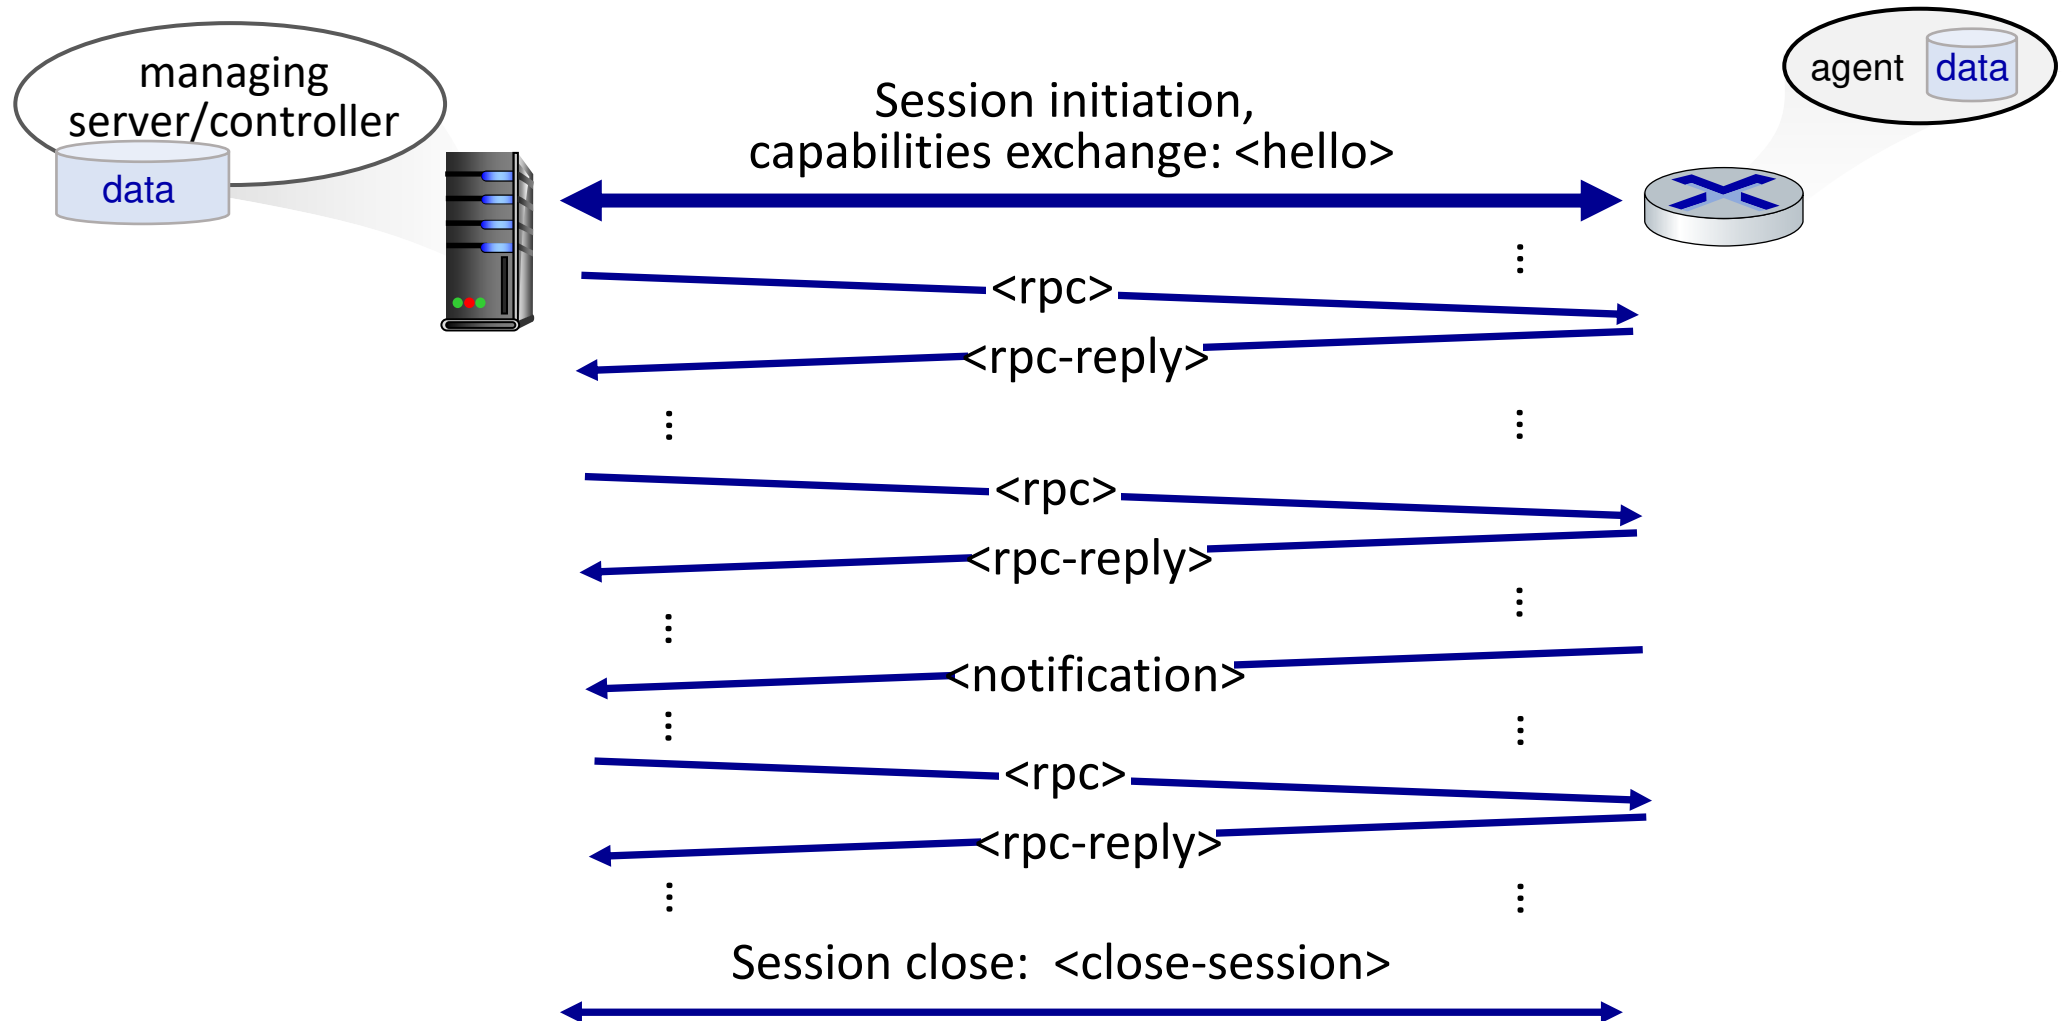 managing
server/controller
data
agent
data
Session initiation,
capabilities exchange: <hello>
<rpc>
<rpc-reply>
<rpc>
<rpc-reply>
<notification>
<rpc>
<rpc-reply>
Session close: <close-session>